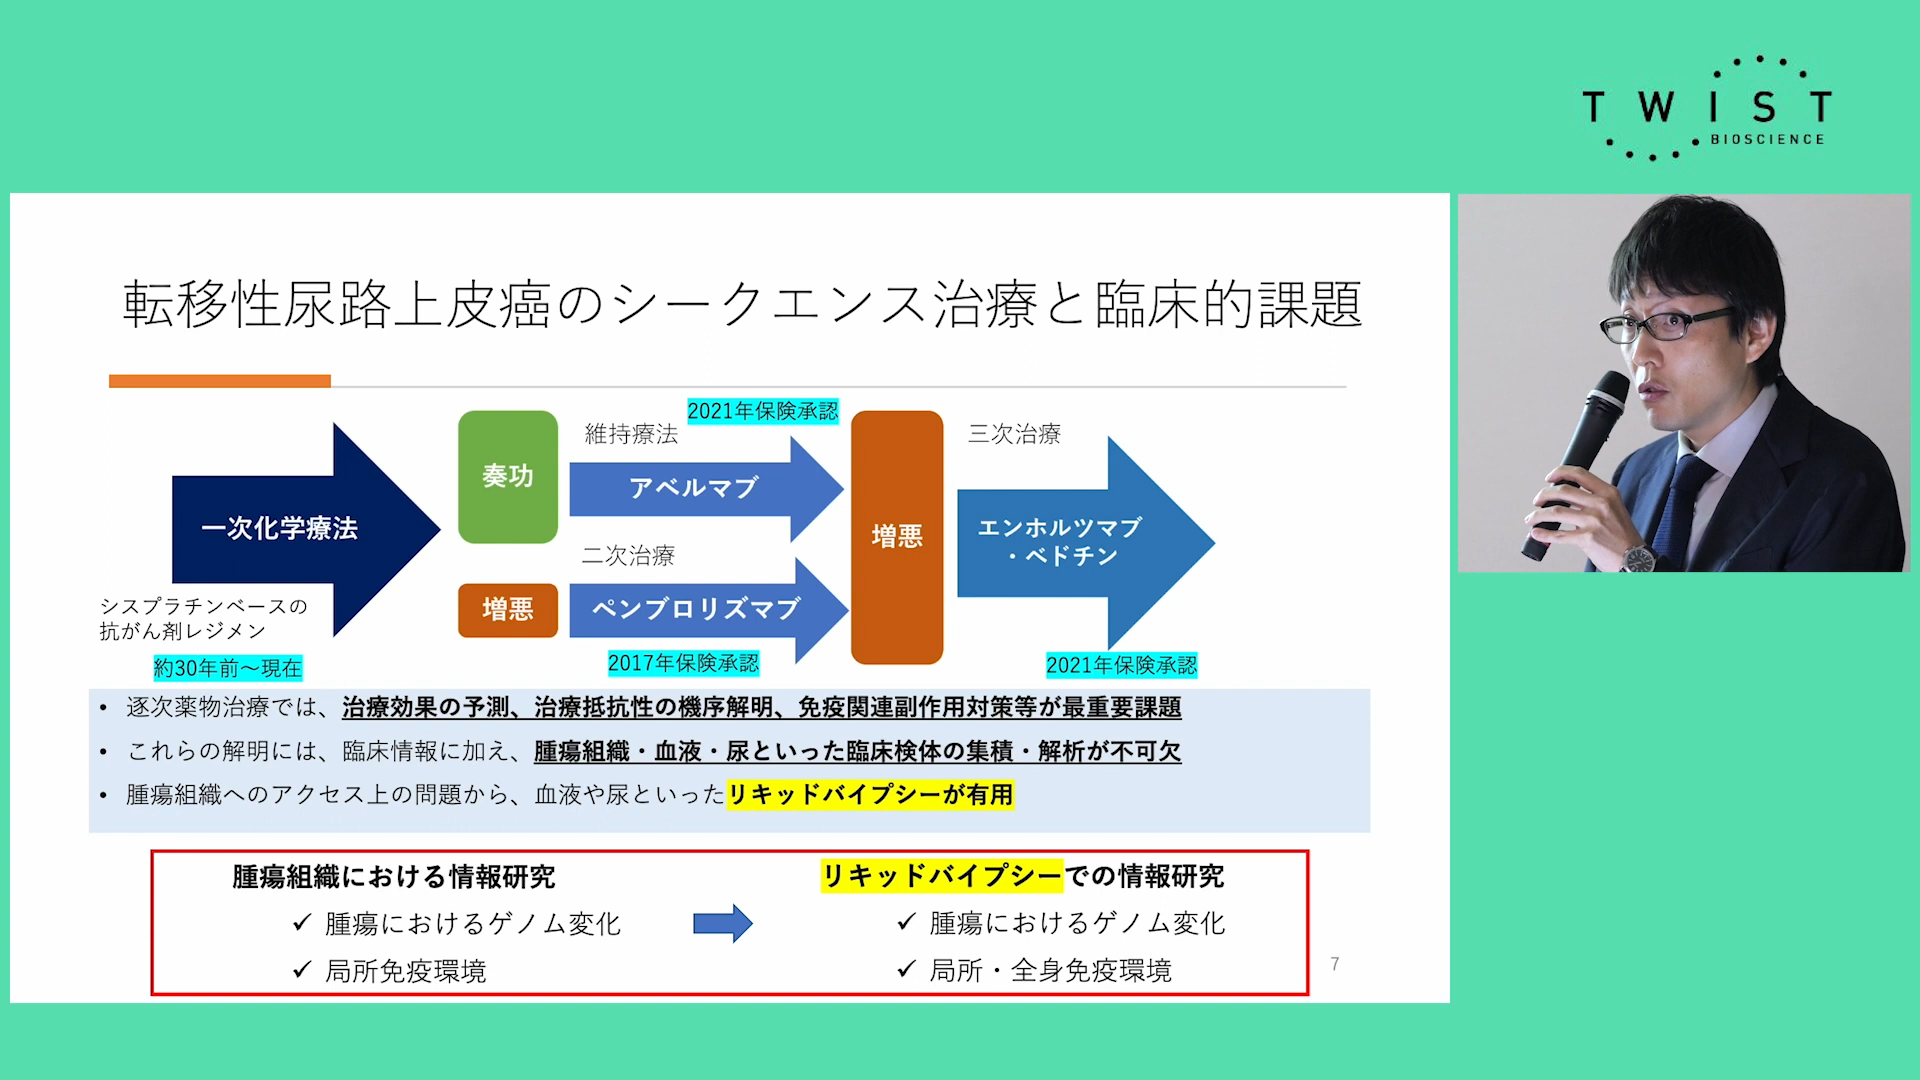 TWIST
BIOSCIENCE
転移性尿路上皮癌のシークエンス治療と臨床的課題
一次化学療法
シスプラチンベースの
抗がん剤レジメン
約30年前～現在
奏功
増悪
維持療法
2021年保険承認
アベルマブ
二次治療
ペンブロリズマブ
2017年保険承認
増悪
三次治療
エンホルツマブ
・ベドチン
2021年保険承認
• 逐次薬物治療では、治療効果の予測、治療抵抗性の機序解明、免疫関連副作用対策等が最重要課題
• これらの解明には、臨床情報に加え、腫瘍組織・血液・尿といった臨床検体の集積・解析が不可欠
• 腫瘍組織へのアクセス上の問題から、血液や尿といったリキッドバイプシーが有用
腫瘍組織における情報研究
✓ 腫瘍におけるゲノム変化
✓ 局所免疫環境
リキッドバイプシーでの情報研究
✓ 腫瘍におけるゲノム変化
✓ 局所・全身免疫環境
7